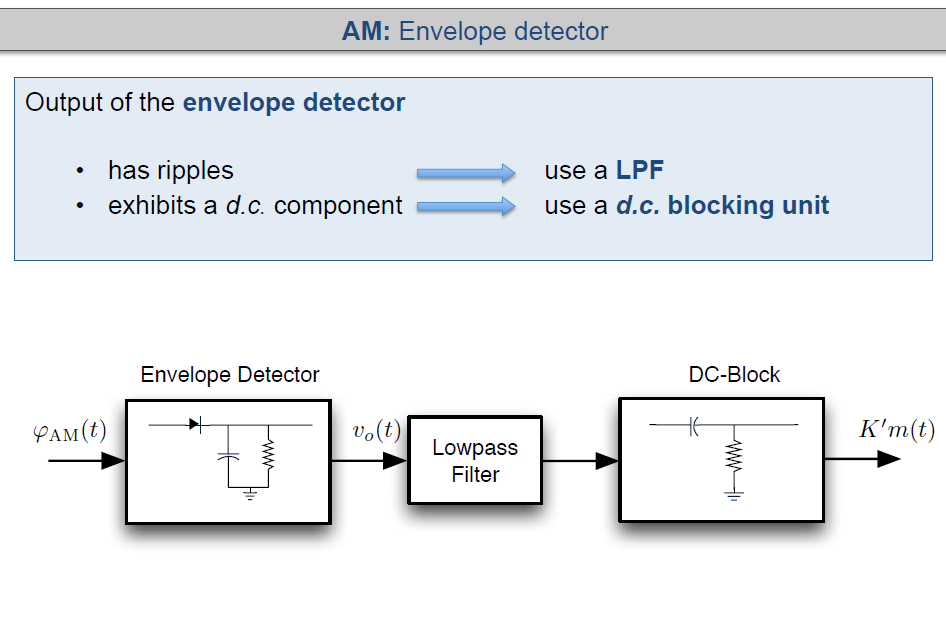 AM: Envelope detector
Output of the envelope detector
• has ripples use a LPF
• exhibits a d.c. component use a d.c. blocking unit
Envelope Detector DC-Block
φAM(t) vo(t) K′m(t)
Lowpass
Filter